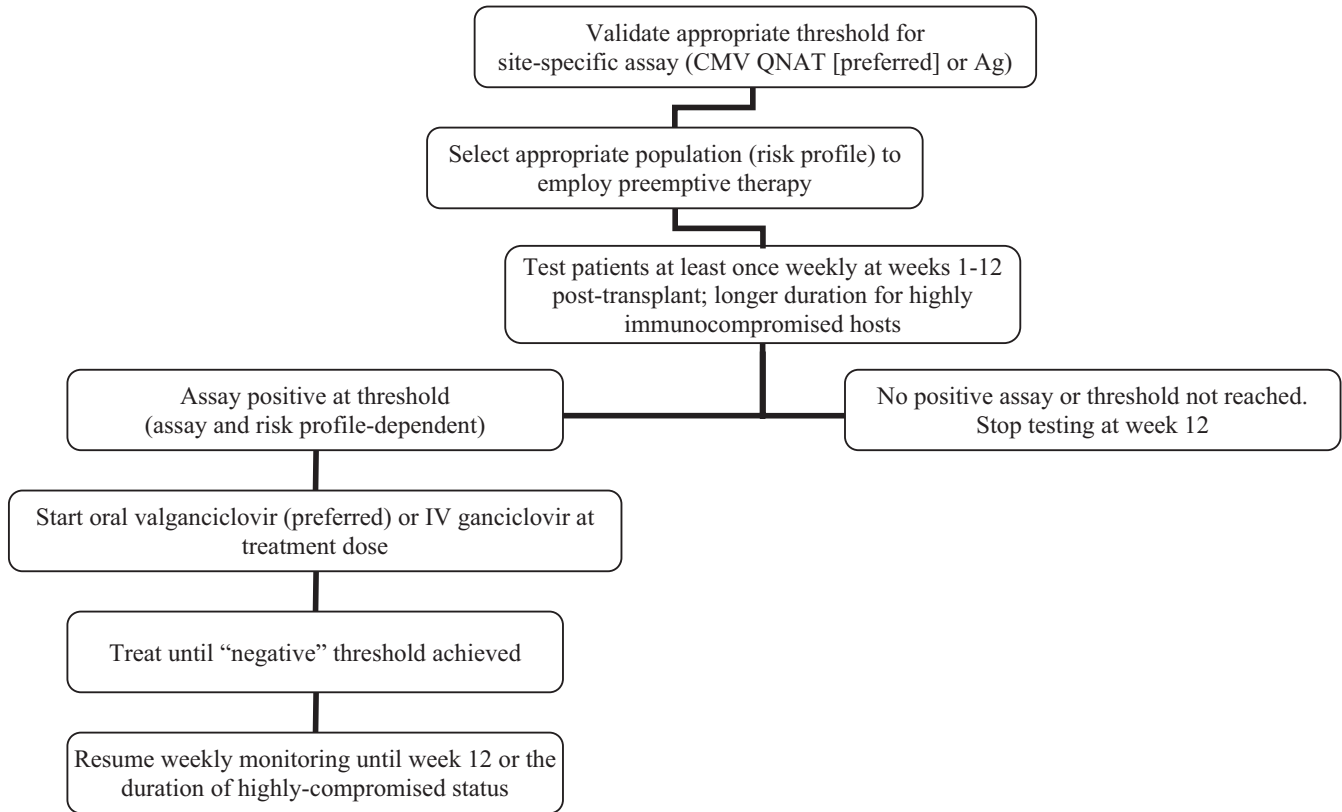 Validate appropriate threshold for
site-specific assay (CMV QNAT [preferred] or Ag)
Select appropriate population (risk profile) to
employ preemptive therapy
Test patients at least once weekly at weeks 1-12
post-transplant; longer duration for highly
immunocompromised hosts
Assay positive at threshold
(assay and risk profile-dependent)
No positive assay or threshold not reached.
Stop testing at week 12
Start oral valganciclovir (preferred) or IV ganciclovir at
treatment dose
Treat until “negative” threshold achieved
Resume weekly monitoring until week 12 or the
duration of highly-compromised status